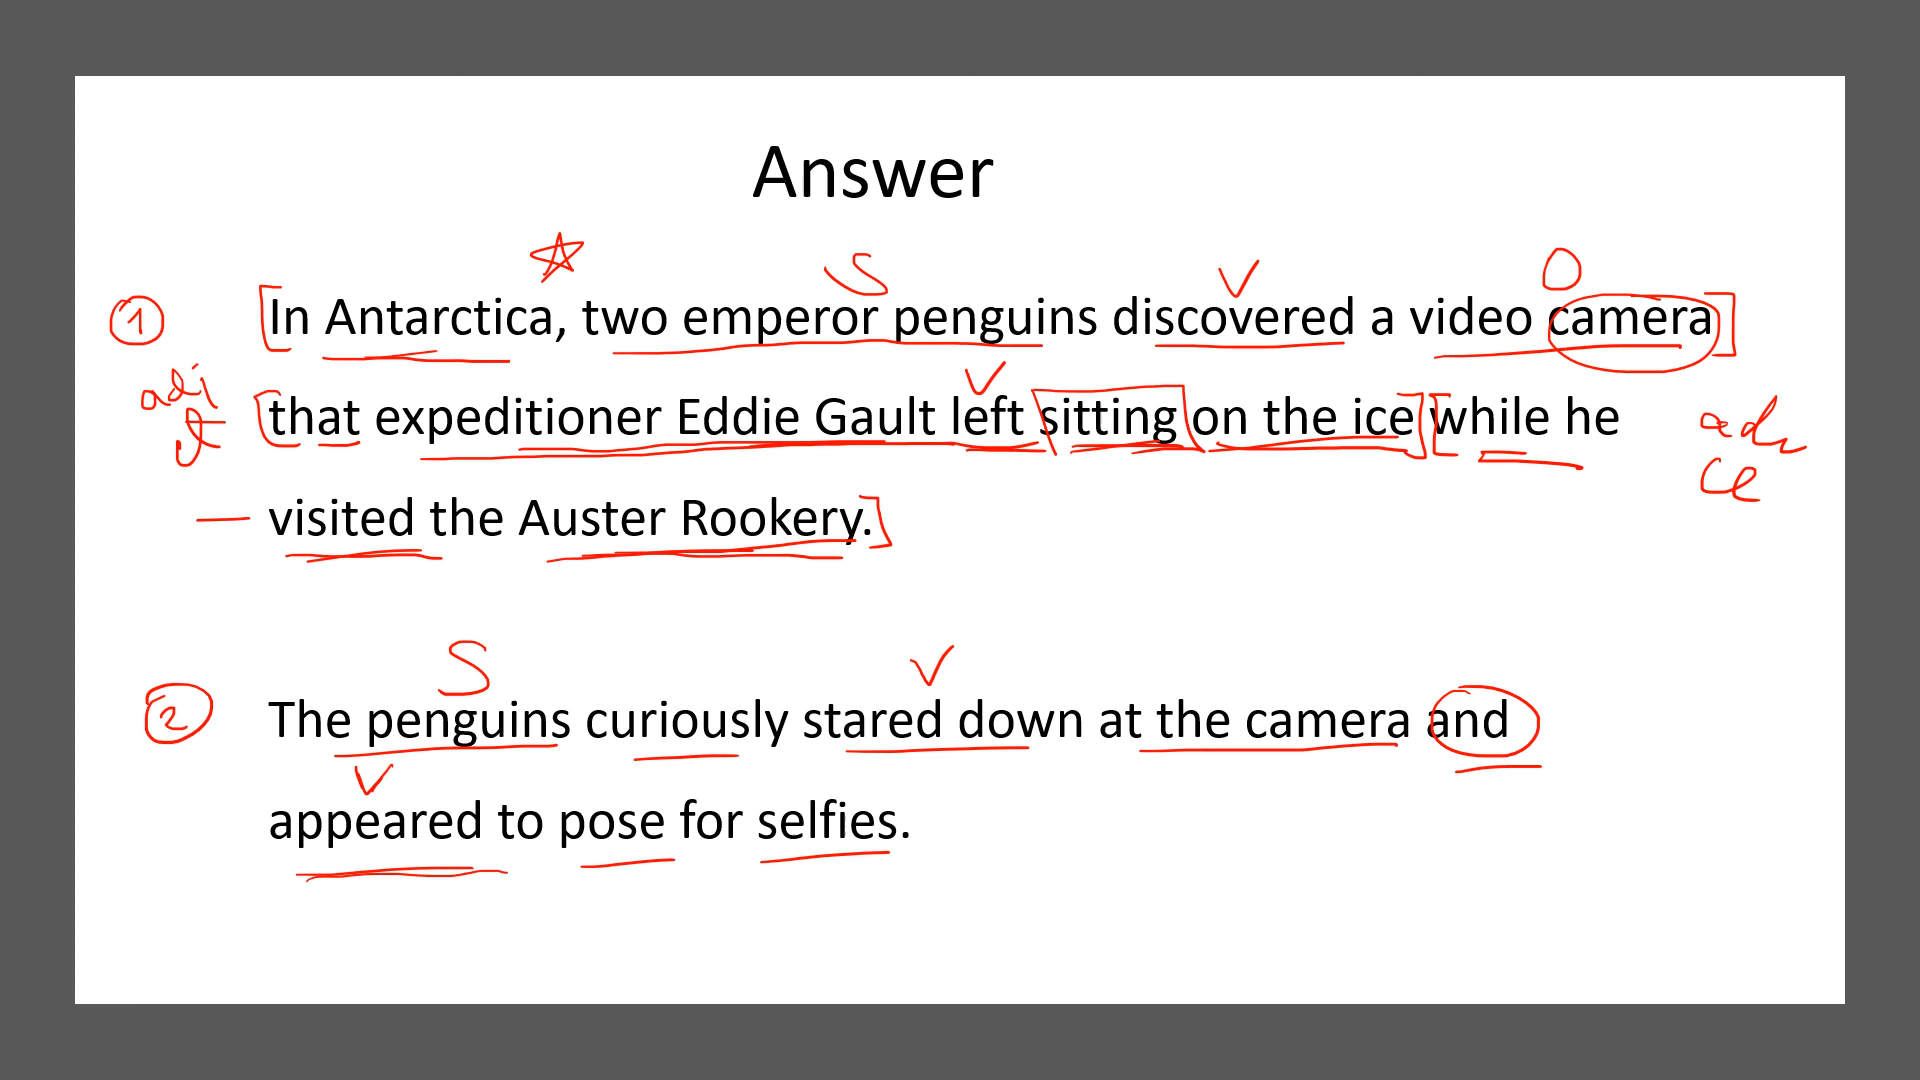 Answer
S V O
1 In Antarctica, two emperor penguins discovered a video camera
adj V
that expeditioner Eddie Gault left sitting on the ice while he adv
ce
visited the Auster Rookery.
S V
2 The penguins curiously stared down at the camera and
V
appeared to pose for selfies.